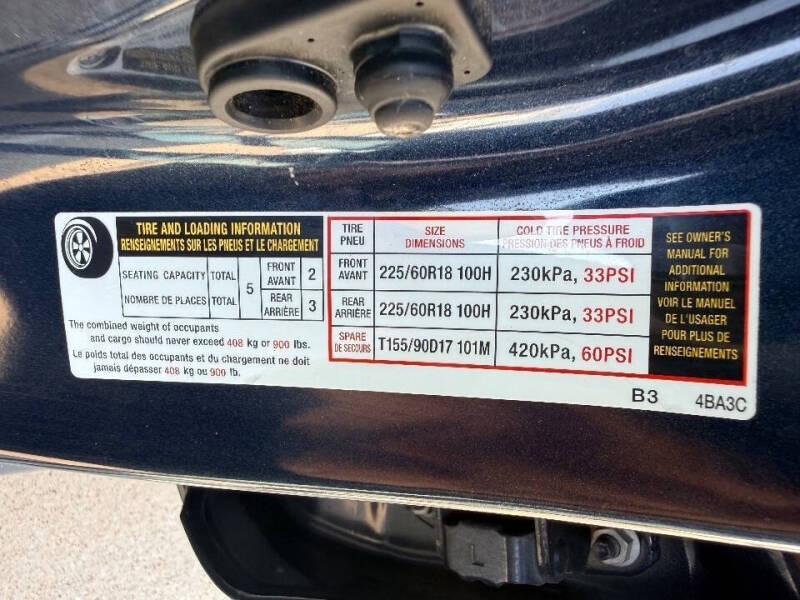 TIRE AND LOADING INFORMATION
RENSEIGNEMENTS SUR LES PNEUS ET LE CHARGEMENT
SEATING CAPACITY TOTAL 5 FRONT AVANT 2
NOMBRE DE PLACES TOTAL REAR ARRIÈRE 3
The combined weight of occupants
and cargo should never exceed 408 kg or 900 lbs.
Le poids total des occupants et du chargement ne doit
jamais dépasser 408 kg ou 900 lb.
TIRE PNEU SIZE DIMENSIONS COLD TIRE PRESSURE PRESSION DES PNEUS À FROID
FRONT AVANT 225/60R18 100H 230kPa, 33PSI
REAR ARRIÈRE 225/60R18 100H 230kPa, 33PSI
SPARE DE SECOURS T155/90D17 101M 420kPa, 60PSI
SEE OWNER'S
MANUAL FOR
ADDITIONAL
INFORMATION
VOIR LE MANUEL
DE L'USAGER
POUR PLUS DE
RENSEIGNEMENTS
B3 4BA3C
L